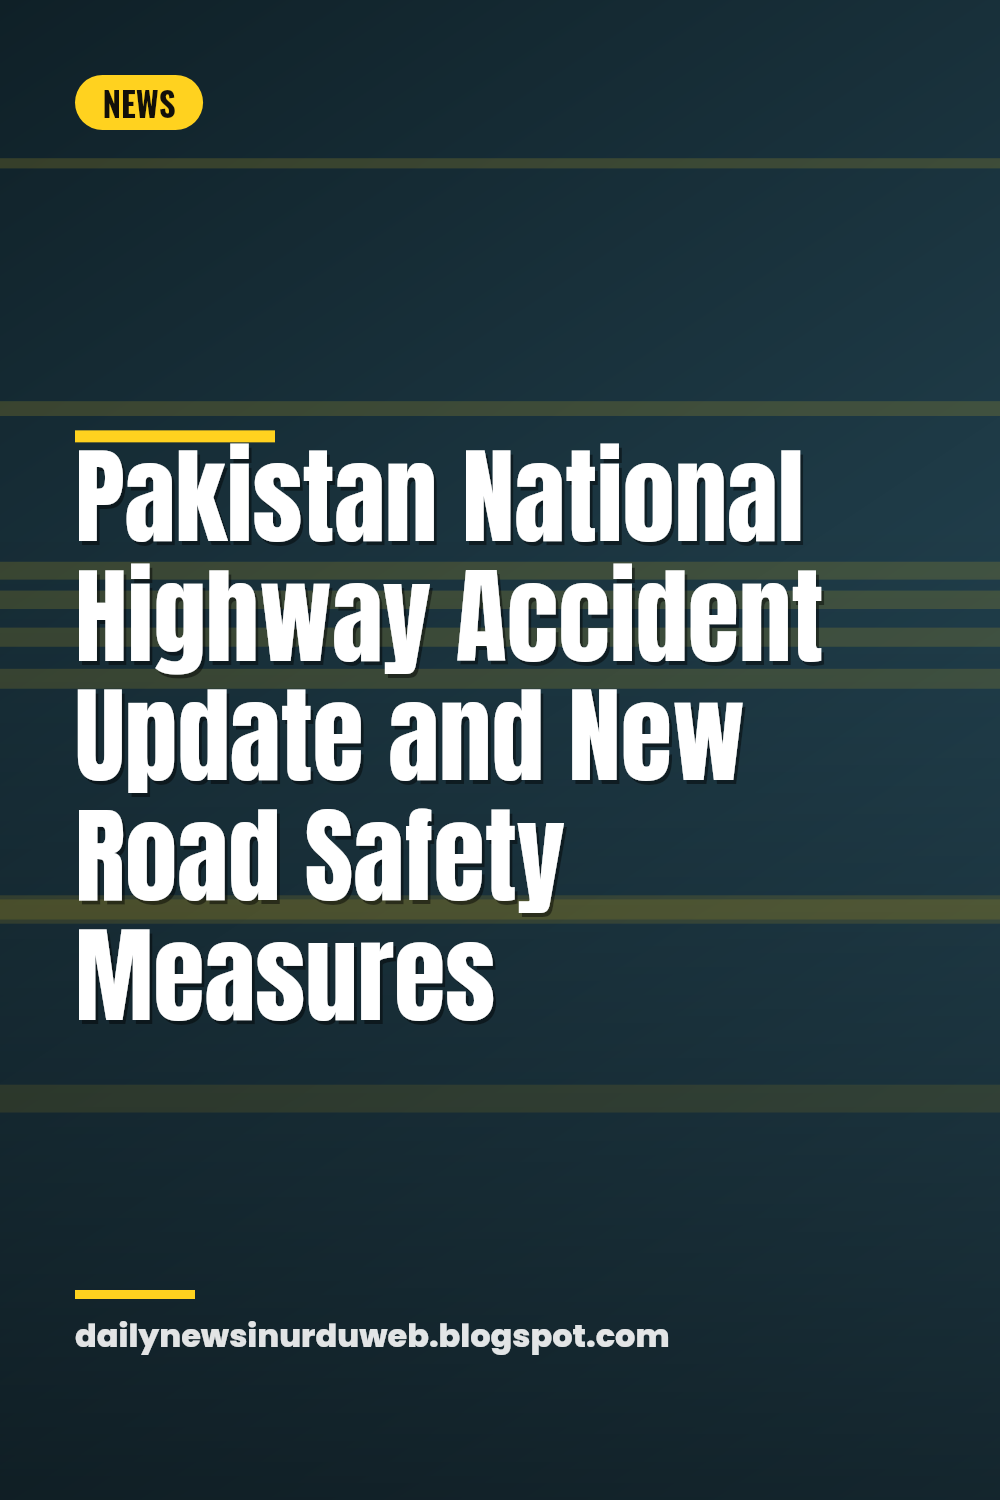 NEWS
Pakistan National
Highway Accident
Update and New
Road Safety
Measures
dailynewsinurduweb.blogspot.com